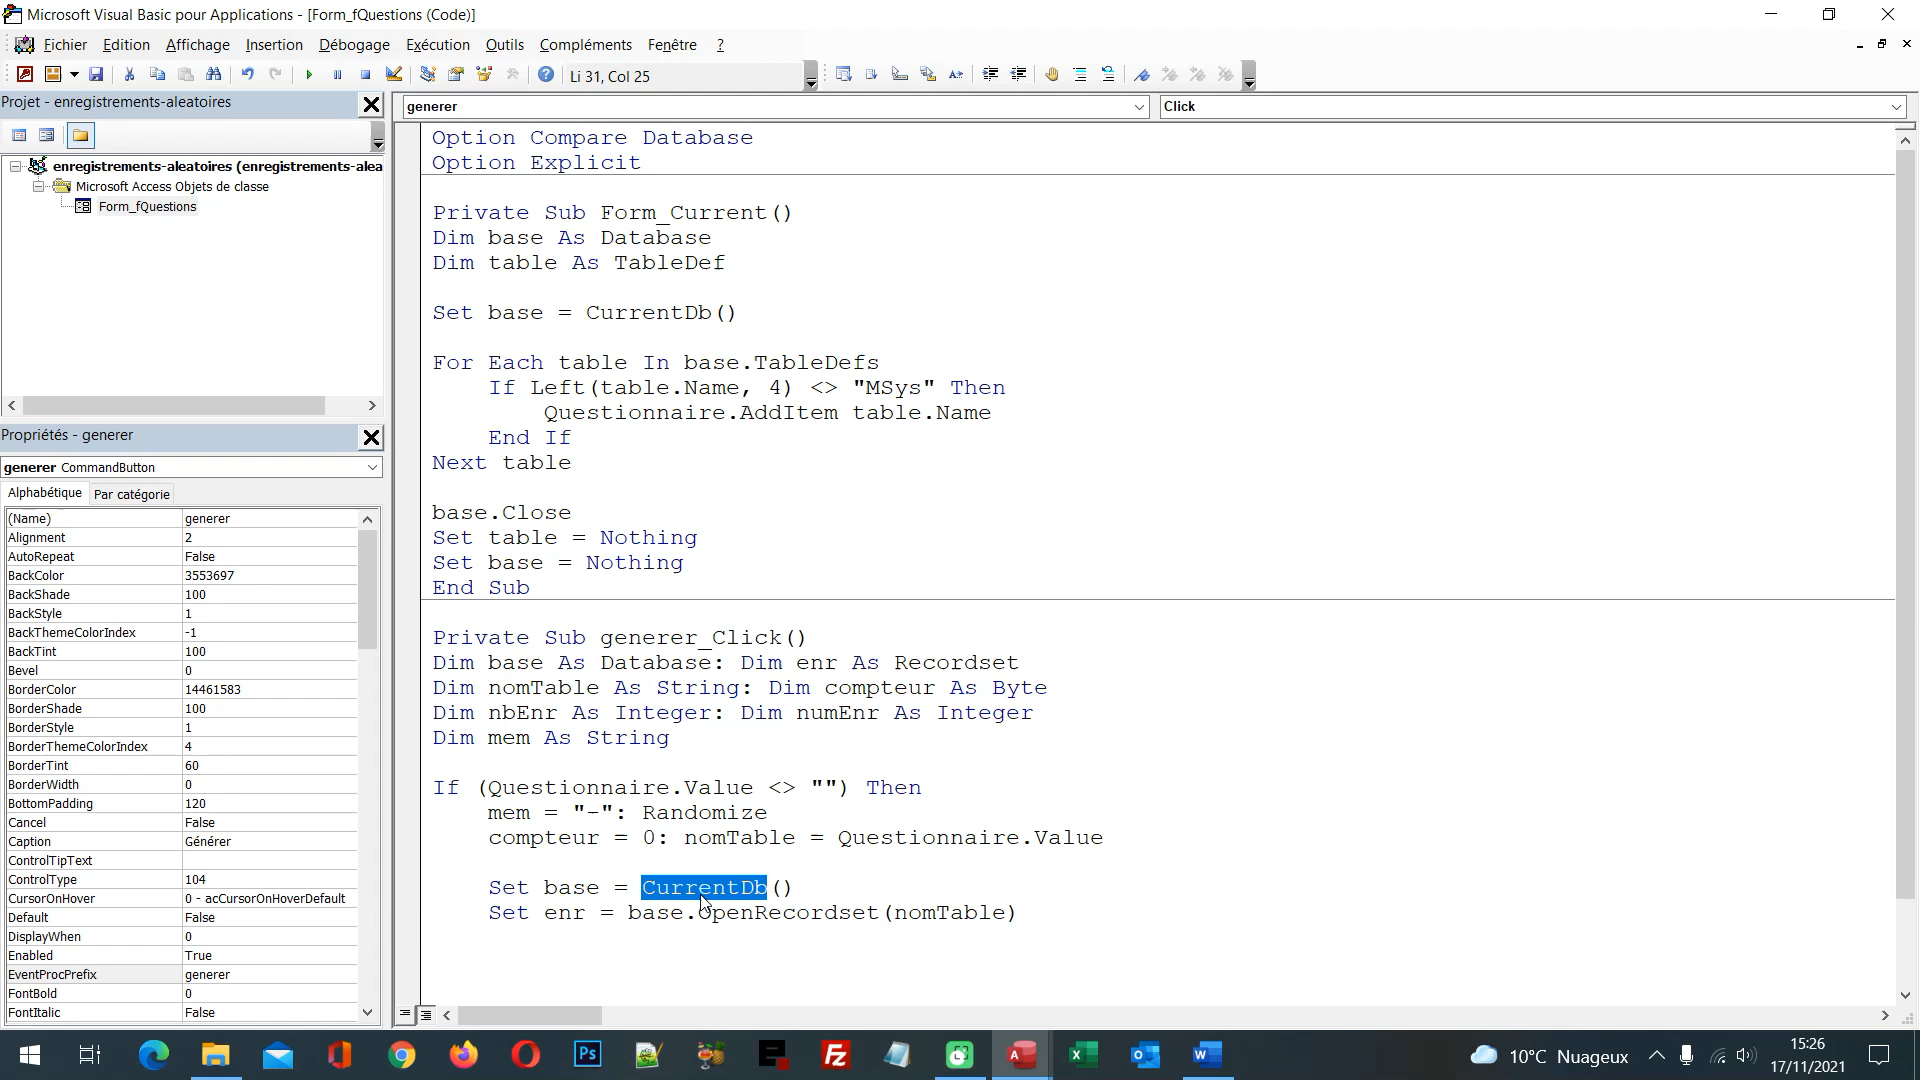 Microsoft Visual Basic pour Applications - [Form_fQuestions (Code)]
Fichier Edition Affichage Insertion Débogage Exécution Outils Compléments Fenêtre ?
Li 31, Col 25
Projet - enregistrements-aleatoires
enregistrements-aleatoires (enregistrements-alea
Microsoft Access Objets de classe
Form_fQuestions
Propriétés - generer
generer CommandButton
Alphabétique Par catégorie
(Name) generer
Alignment 2
AutoRepeat False
BackColor 3553697
BackShade 100
BackStyle 1
BackThemeColorIndex -1
BackTint 100
Bevel 0
BorderColor 14461583
BorderShade 100
BorderStyle 1
BorderThemeColorIndex 4
BorderTint 60
BorderWidth 0
BottomPadding 120
Cancel False
Caption Générer
ControlTipText
ControlType 104
CursorOnHover 0 - acCursorOnHoverDefault
Default False
DisplayWhen 0
Enabled True
EventProcPrefix generer
FontBold 0
FontItalic False
generer Click
Option Compare Database
Option Explicit
Private Sub Form_Current()
Dim base As Database
Dim table As TableDef
Set base = CurrentDb()
For Each table In base.TableDefs
If Left(table.Name, 4) <> "MSys" Then
Questionnaire.AddItem table.Name
End If
Next table
base.Close
Set table = Nothing
Set base = Nothing
End Sub
Private Sub generer_Click()
Dim base As Database: Dim enr As Recordset
Dim nomTable As String: Dim compteur As Byte
Dim nbEnr As Integer: Dim numEnr As Integer
Dim mem As String
If (Questionnaire.Value <> "") Then
mem = "-": Randomize
compteur = 0: nomTable = Questionnaire.Value
Set base = CurrentDb()
Set enr = base.OpenRecordset(nomTable)
10°C Nuageux
15:26
17/11/2021